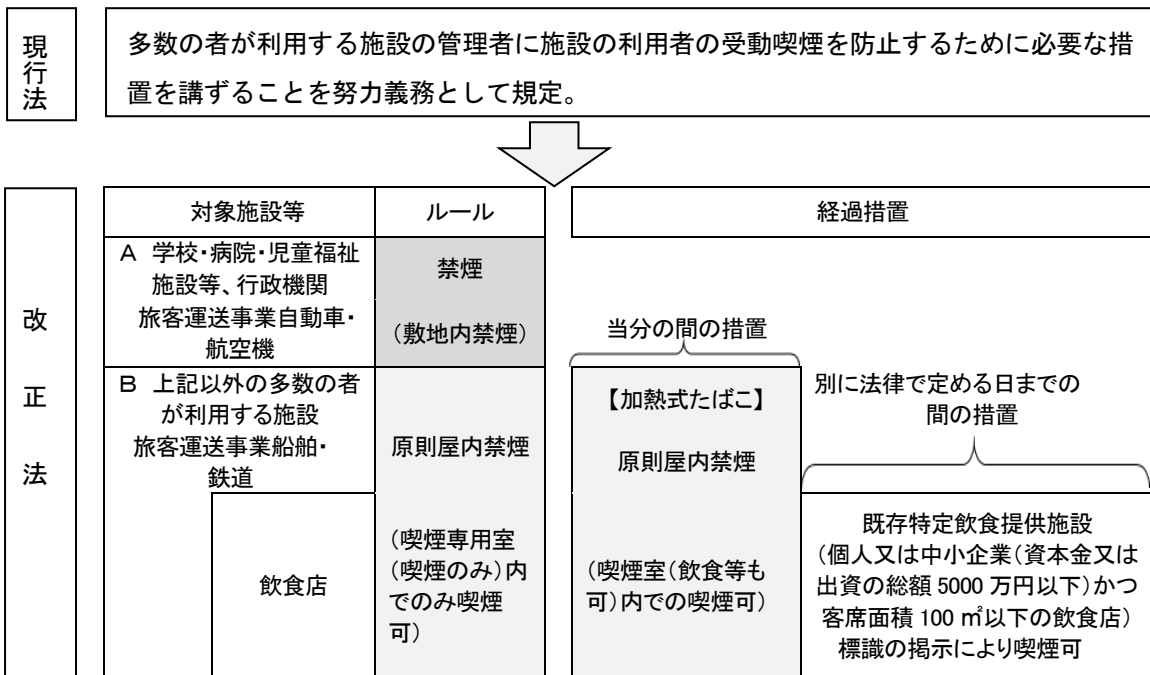 現行法
多数の者が利用する施設の管理者に施設の利用者の受動喫煙を防止するために必要な措
置を講ずることを努力義務として規定。
改正法
対象施設等
ルール
経過措置
A 学校・病院・児童福祉
施設等、行政機関
旅客運送事業自動車・
航空機
禁煙
(敷地内禁煙)
当分の間の措置
B 上記以外の多数の者
が利用する施設
旅客運送事業船舶・
鉄道
原則屋内禁煙
【加熱式たばこ】
原則屋内禁煙
別に法律で定める日までの
間の措置
飲食店
(喫煙専用室
(喫煙のみ)内
でのみ喫煙
可)
(喫煙室(飲食等も
可)内での喫煙可)
既存特定飲食提供施設
(個人又は中小企業(資本金又は
出資の総額 5000 万円以下)かつ
客席面積 100 ㎡以下の飲食店)
標識の掲示により喫煙可